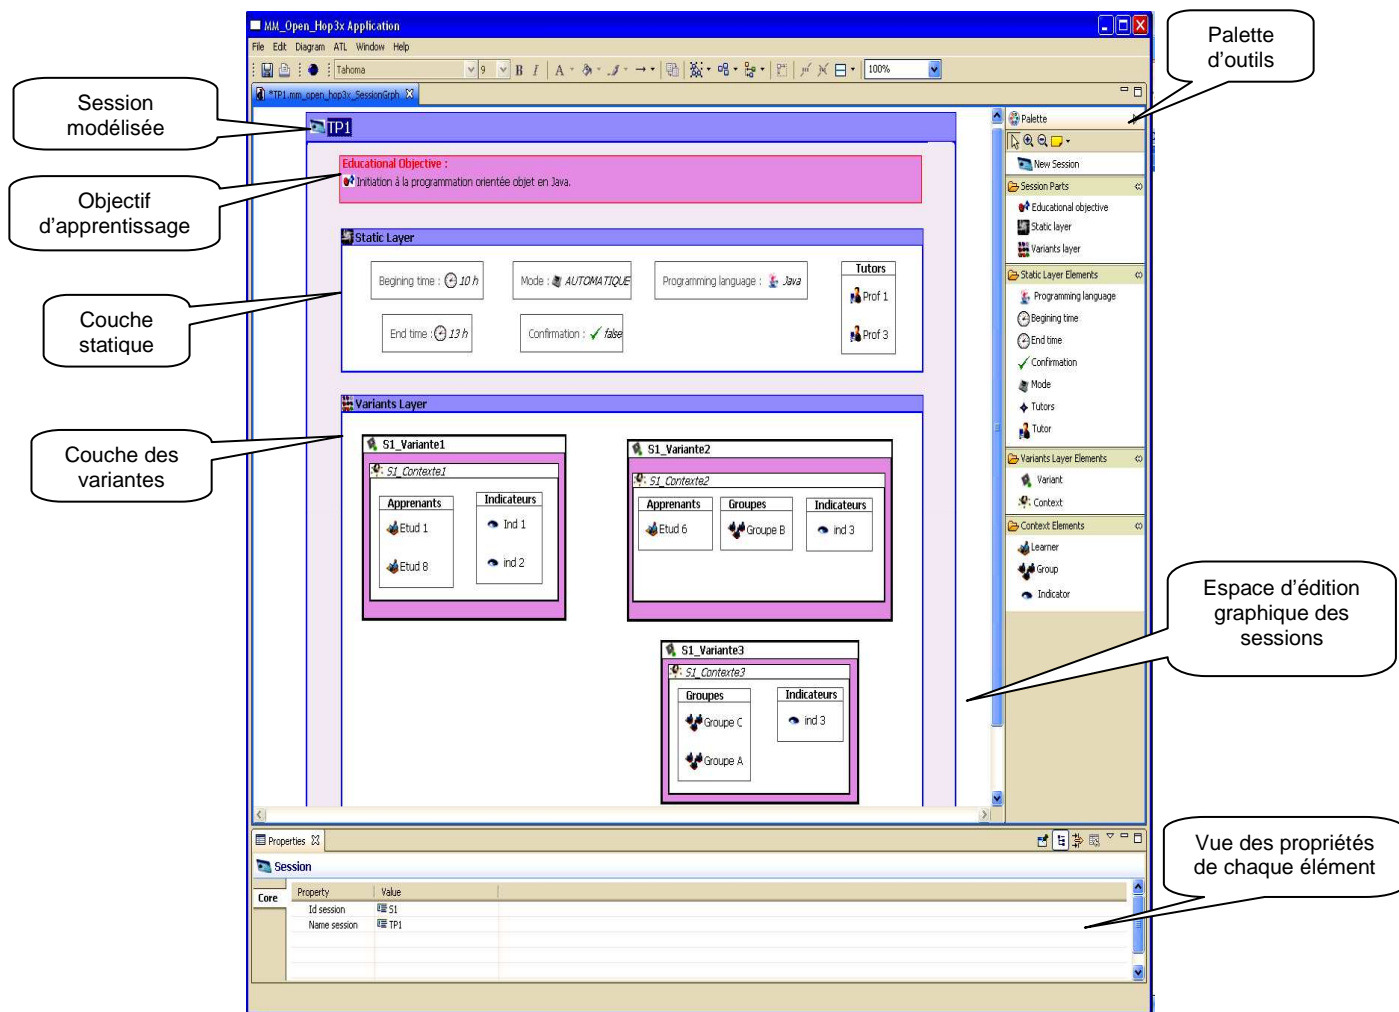 MM_Open_Hop3x Application
File Edit Diagram ATL Window Help
Tahoma 9 B I A 100%
*TP1.mm_open_hop3x_SessionGrph
Session
modélisée
Objectif
d'apprentissage
Couche
statique
Couche des
variantes
Palette
d'outils
Espace d'édition
graphique des
sessions
Vue des propriétés
de chaque élément
TP1
Educational Objective :
Initiation à la programmation orientée objet en Java.
Static Layer
Begining time : 10 h
Mode : AUTOMATIQUE
Programming language : Java
Tutors
Prof 1
Prof 3
End time : 13 h
Confirmation : false
Variants Layer
S1_Variante1
S1_Contexte1
Apprenants
Etud 1
Etud 8
Indicateurs
Ind 1
ind 2
S1_Variante2
S1_Contexte2
Apprenants
Etud 6
Groupes
Groupe B
Indicateurs
ind 3
S1_Variante3
S1_Contexte3
Groupes
Groupe C
Groupe A
Indicateurs
ind 3
Palette
New Session
Session Parts
Educational objective
Static layer
Variants layer
Static Layer Elements
Programming language
Begining time
End time
Confirmation
Mode
Tutors
Tutor
Variants Layer Elements
Variant
Context
Context Elements
Learner
Group
Indicator
Properties
Session
Core
Property Value
Id session S1
Name session TP1